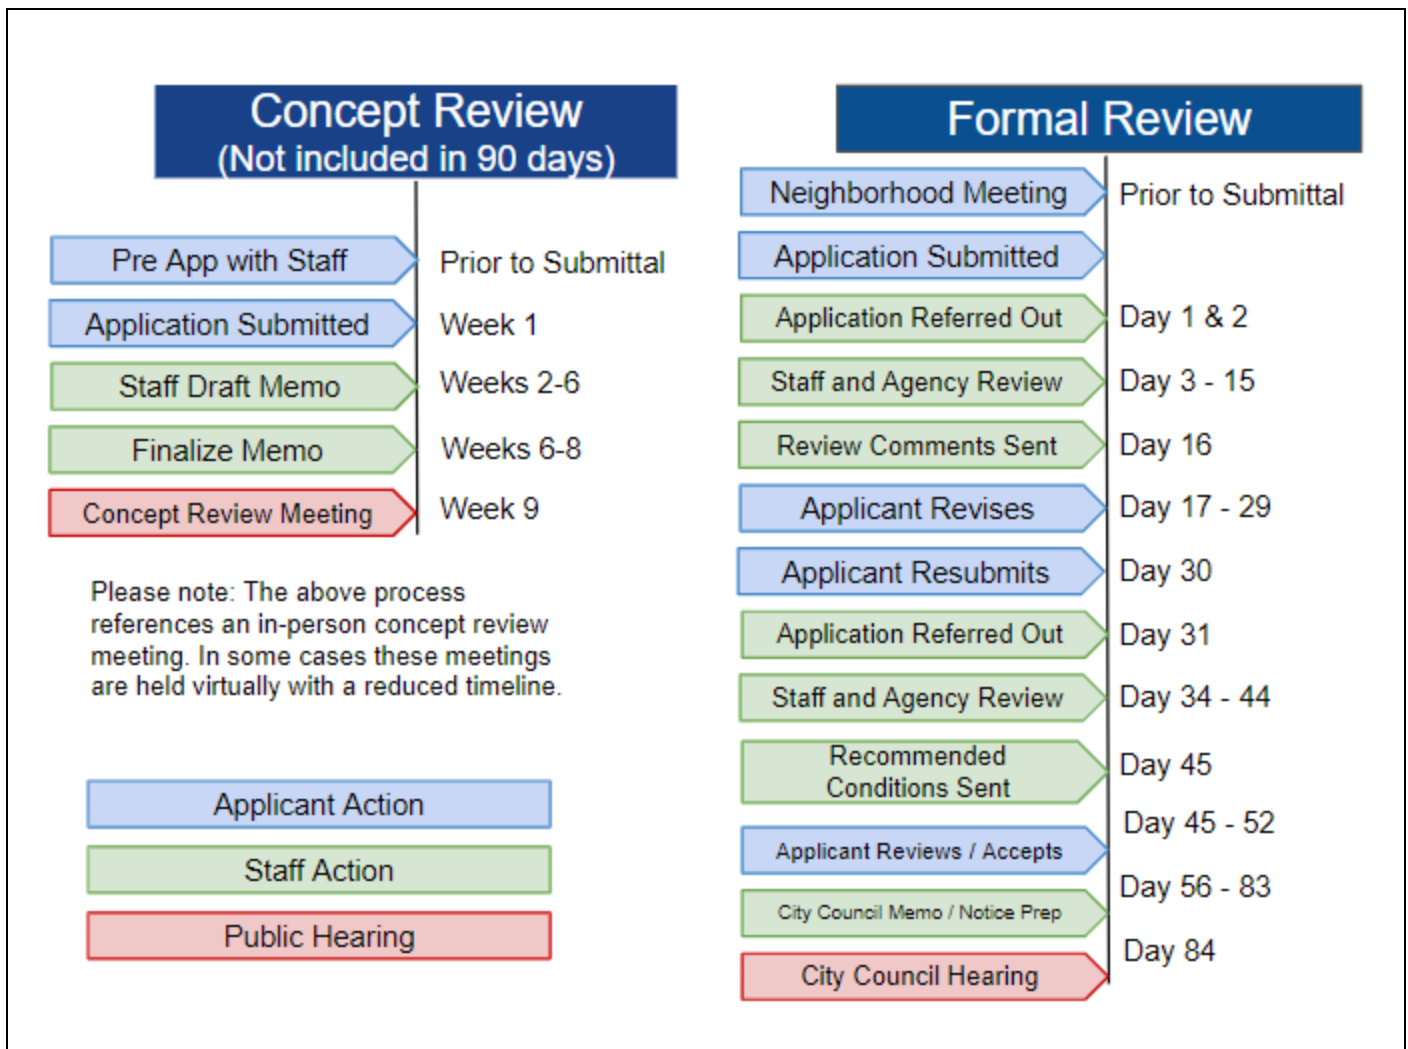 Concept Review
(Not included in 90 days)
Pre App with Staff
Prior to Submittal
Application Submitted
Week 1
Staff Draft Memo
Weeks 2-6
Finalize Memo
Weeks 6-8
Concept Review Meeting
Week 9
Please note: The above process
references an in-person concept review
meeting. In some cases these meetings
are held virtually with a reduced timeline.
Applicant Action
Staff Action
Public Hearing
Formal Review
Neighborhood Meeting
Prior to Submittal
Application Submitted
Application Referred Out
Day 1 & 2
Staff and Agency Review
Day 3 - 15
Review Comments Sent
Day 16
Applicant Revises
Day 17 - 29
Applicant Resubmits
Day 30
Application Referred Out
Day 31
Staff and Agency Review
Day 34 - 44
Recommended
Conditions Sent
Day 45
Applicant Reviews / Accepts
Day 45 - 52
City Council Memo / Notice Prep
Day 56 - 83
City Council Hearing
Day 84